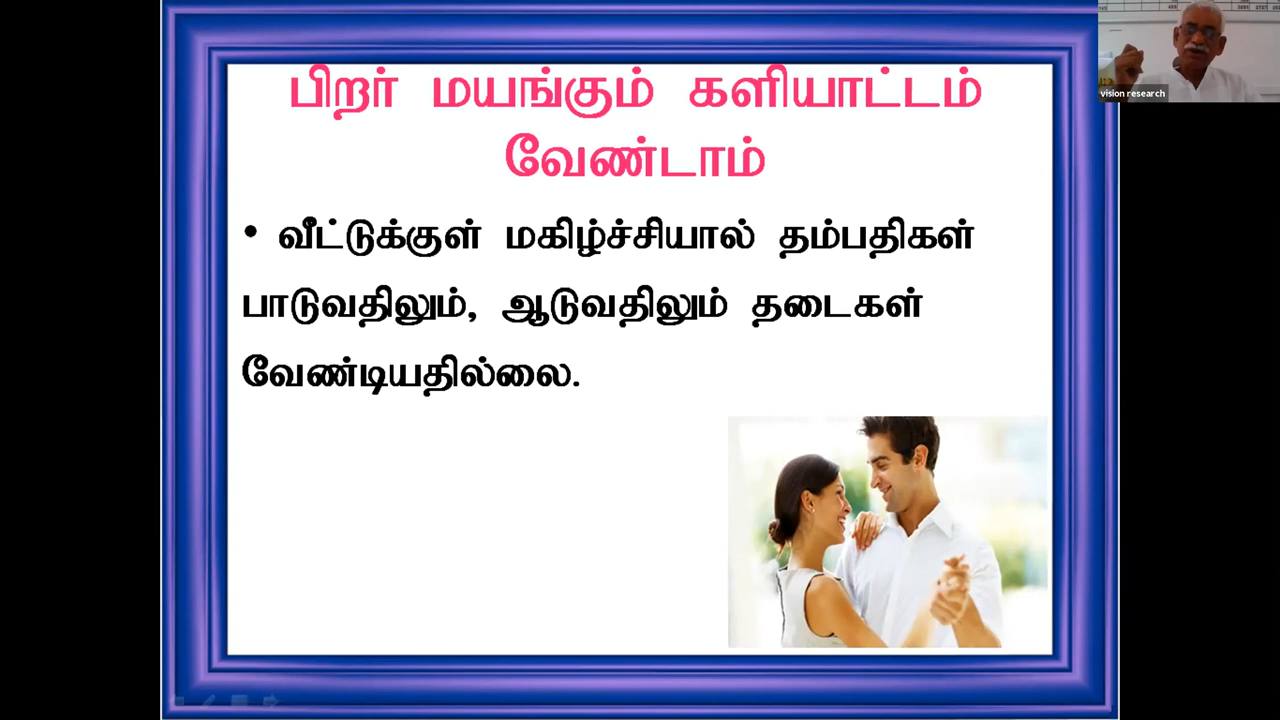 பிறர் மயங்கும் களியாட்டம்
வேண்டாம்
• வீட்டுக்குள் மகிழ்ச்சியால் தம்பதிகள்
பாடுவதிலும், ஆடுவதிலும் தடைகள்
வேண்டியதில்லை.
vision research